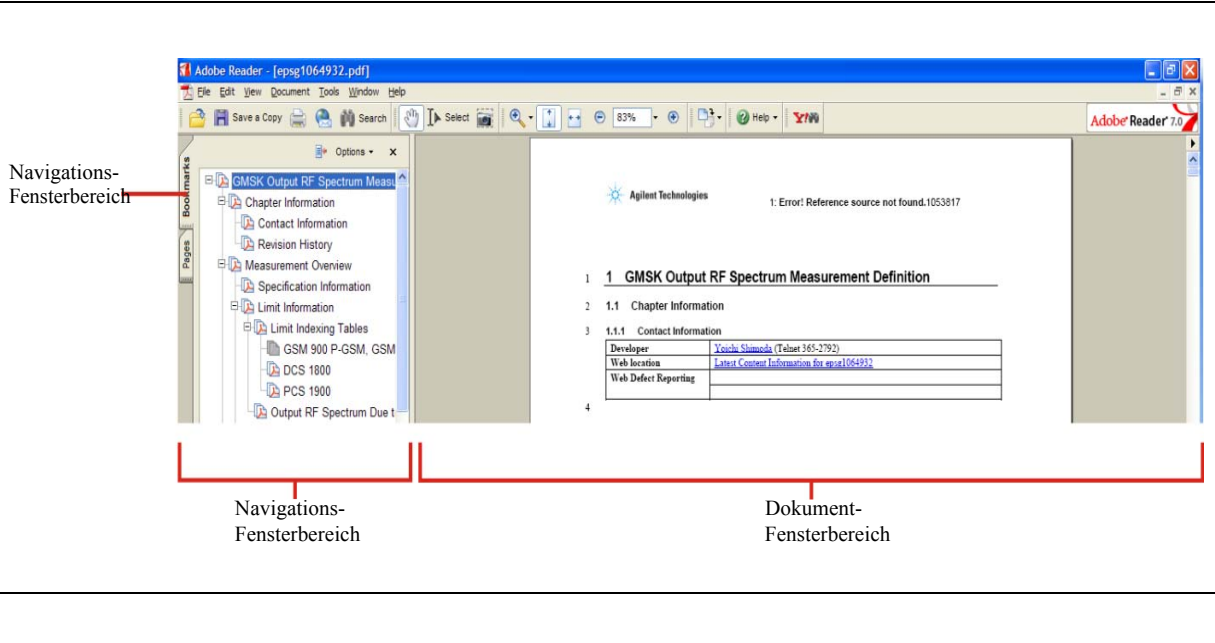 Adobe Reader - [epsg1064932.pdf]
File Edit View Document Tools Window Help
Save a Copy Search Select 83% Help Y! Adobe Reader 7.0
Options x
Bookmarks
Pages
Navigations-
Fensterbereich
GMSK Output RF Spectrum Measu
Chapter Information
Contact Information
Revision History
Measurement Overview
Specification Information
Limit Information
Limit Indexing Tables
GSM 900 P-GSM, GSM
DCS 1800
PCS 1900
Output RF Spectrum Due t
Agilent Technologies
1: Error! Reference source not found.1053817
1 1 GMSK Output RF Spectrum Measurement Definition
2 1.1 Chapter Information
3 1.1.1 Contact Information
Developer Yoichi Shimoda (Telnet 365-2792)
Web location Latest Content Information for epsg1064932
Web Defect Reporting
4
Navigations-
Fensterbereich
Dokument-
Fensterbereich